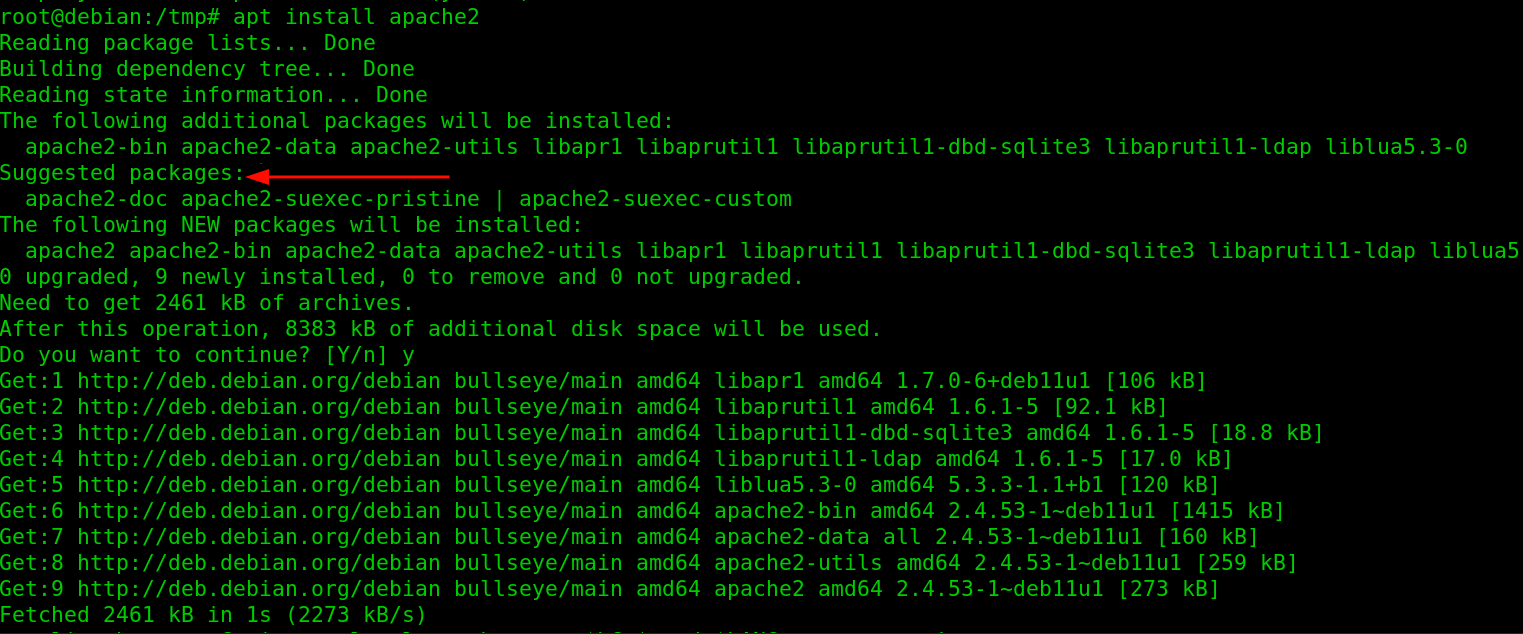 root@debian:/tmp# apt install apache2
Reading package lists... Done
Building dependency tree... Done
Reading state information... Done
The following additional packages will be installed:
  apache2-bin apache2-data apache2-utils libapr1 libaprutil1 libaprutil1-dbd-sqlite3 libaprutil1-ldap liblua5.3-0
Suggested packages:
  apache2-doc apache2-suexec-pristine | apache2-suexec-custom
The following NEW packages will be installed:
  apache2 apache2-bin apache2-data apache2-utils libapr1 libaprutil1 libaprutil1-dbd-sqlite3 libaprutil1-ldap liblua5
0 upgraded, 9 newly installed, 0 to remove and 0 not upgraded.
Need to get 2461 kB of archives.
After this operation, 8383 kB of additional disk space will be used.
Do you want to continue? [Y/n] y
Get:1 http://deb.debian.org/debian bullseye/main amd64 libapr1 amd64 1.7.0-6+deb11u1 [106 kB]
Get:2 http://deb.debian.org/debian bullseye/main amd64 libaprutil1 amd64 1.6.1-5 [92.1 kB]
Get:3 http://deb.debian.org/debian bullseye/main amd64 libaprutil1-dbd-sqlite3 amd64 1.6.1-5 [18.8 kB]
Get:4 http://deb.debian.org/debian bullseye/main amd64 libaprutil1-ldap amd64 1.6.1-5 [17.0 kB]
Get:5 http://deb.debian.org/debian bullseye/main amd64 liblua5.3-0 amd64 5.3.3-1.1+b1 [120 kB]
Get:6 http://deb.debian.org/debian bullseye/main amd64 apache2-bin amd64 2.4.53-1~deb11u1 [1415 kB]
Get:7 http://deb.debian.org/debian bullseye/main amd64 apache2-data all 2.4.53-1~deb11u1 [160 kB]
Get:8 http://deb.debian.org/debian bullseye/main amd64 apache2-utils amd64 2.4.53-1~deb11u1 [259 kB]
Get:9 http://deb.debian.org/debian bullseye/main amd64 apache2 amd64 2.4.53-1~deb11u1 [273 kB]
Fetched 2461 kB in 1s (2273 kB/s)